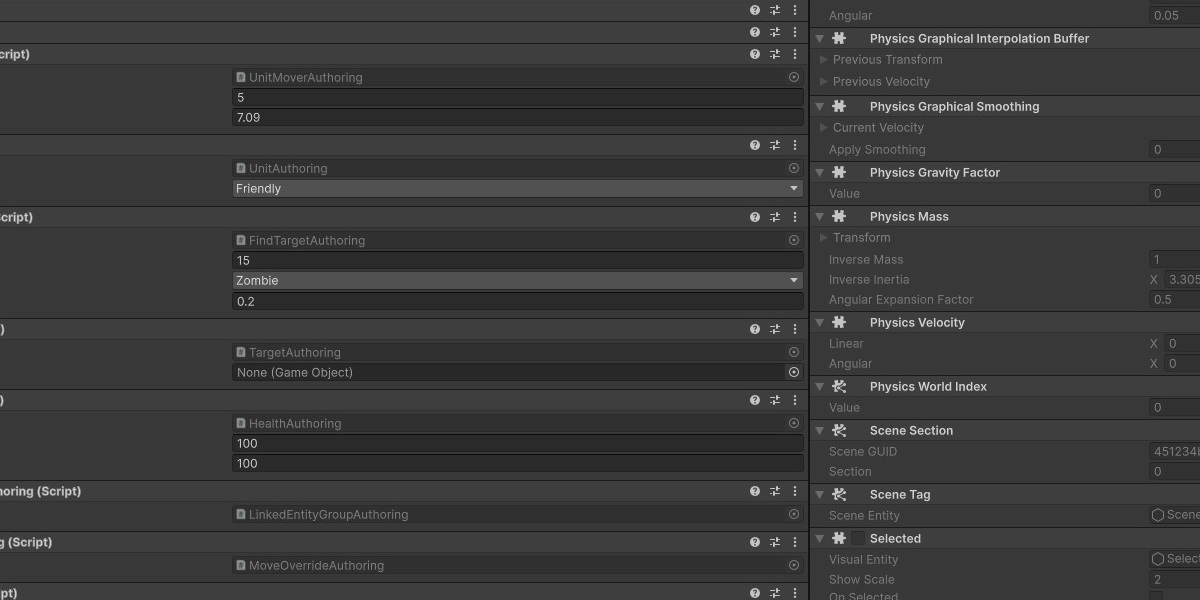 cript)
UnitMoverAuthoring
5
7.09
UnitAuthoring
Friendly
Script)
FindTargetAuthoring
15
Zombie
0.2
)
TargetAuthoring
None (Game Object)
)
HealthAuthoring
100
100
horing (Script)
LinkedEntityGroupAuthoring
g (Script)
MoveOverrideAuthoring
pt)
Angular 0.05
Physics Graphical Interpolation Buffer
Previous Transform
Previous Velocity
Physics Graphical Smoothing
Current Velocity
Apply Smoothing 0
Physics Gravity Factor
Value 0
Physics Mass
Transform
Inverse Mass 1
Inverse Inertia X 3.305
Angular Expansion Factor 0.5
Physics Velocity
Linear X 0
Angular X 0
Physics World Index
Value 0
Scene Section
Scene GUID 451234
Section 0
Scene Tag
Scene Entity Scene
Selected
Visual Entity Select
Show Scale 2
On Selected